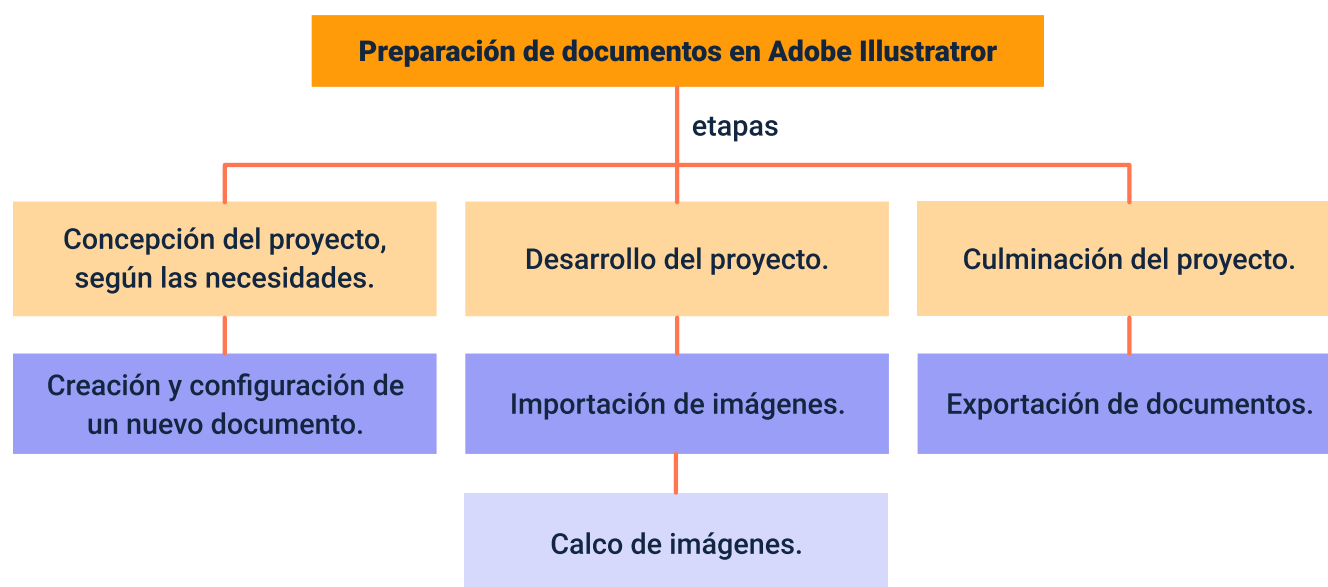 Preparación de documentos en Adobe Illustratror
etapas
Concepción del proyecto,
según las necesidades.
Desarrollo del proyecto.
Culminación del proyecto.
Creación y configuración de
un nuevo documento.
Importación de imágenes.
Exportación de documentos.
Calco de imágenes.